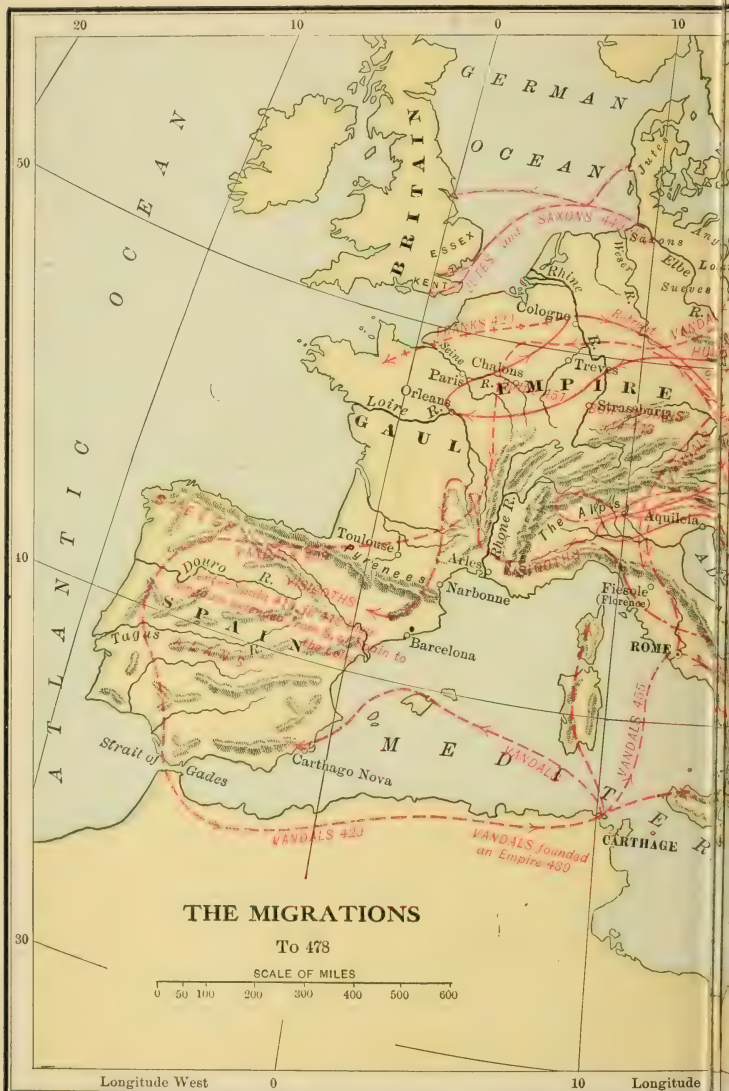 20
10
0
10
GERMAN
OCEAN
ATLANTIC OCEAN
50
BRITAIN
Jutes
ESSEX
KENT
JUTES and SAXONS
Saxons
Weser R.
Elbe
Sueves
R.
Rhine
R.
Cologne
FRANKS
Seine
R.
Chalons
Treves
Paris
EMPIRE
Orleans
Strassburg
Loire R.
GAUL
Rhone R.
The Alps
Aquileia
Toulouse
Pyrenees
Arles
Narbonne
Fiesole
(Florence)
ROME
VISIGOTHS
10
Douro R.
SPAIN
Tagus
R.
Barcelona
MEDITER
VANDALS
VANDALS 455
Strait of
Gades
Carthago Nova
VANDALS
VANDALS founded
an Empire 439
CARTHAGE
THE MIGRATIONS
To 478
SCALE OF MILES
0 50 100 200 300 400 500 600
30
Longitude West
0
10
Longitude